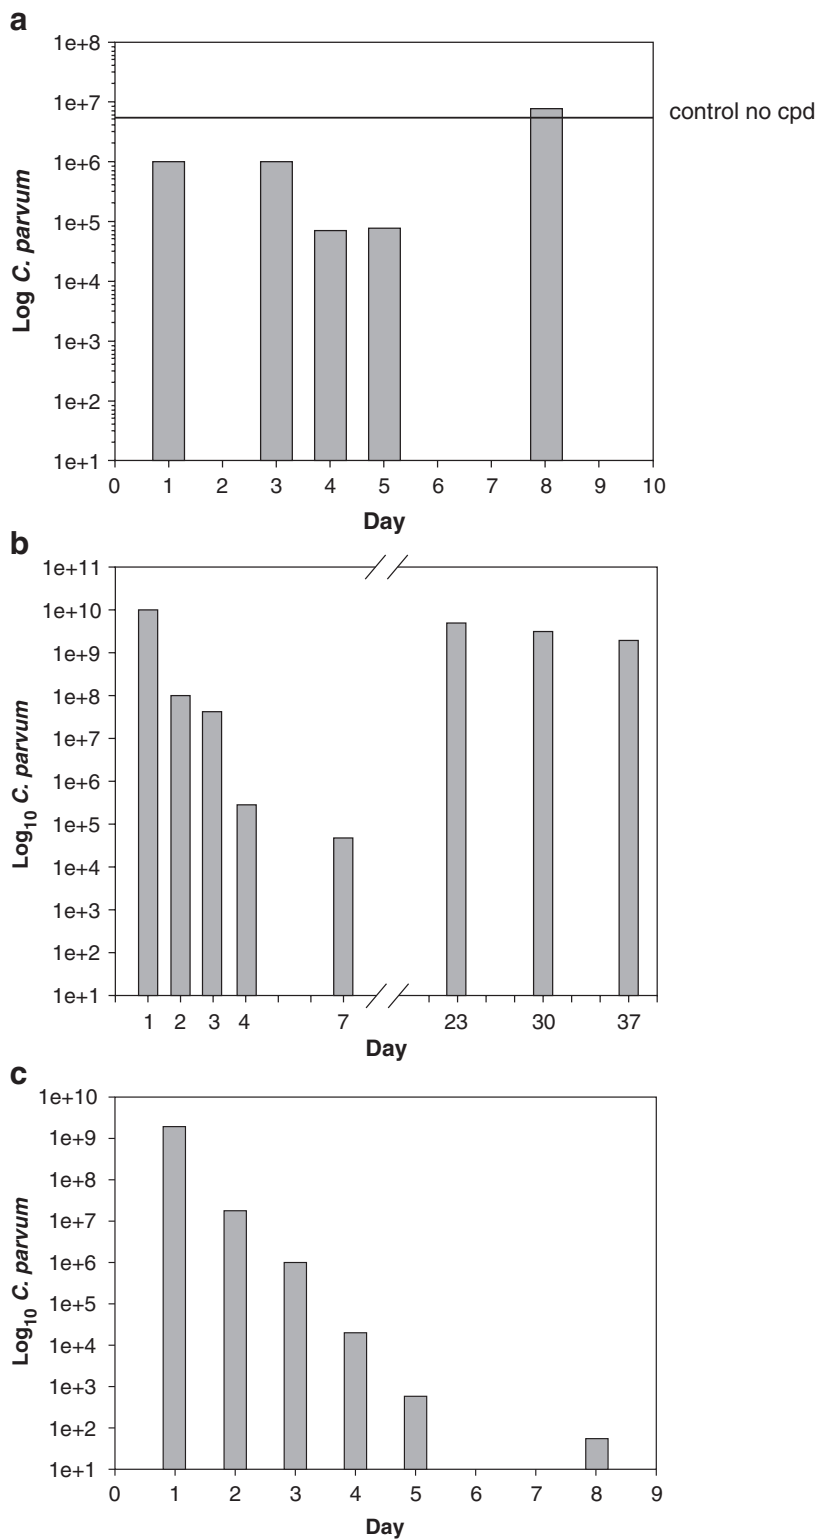 a
1e+8
1e+7
control no cpd
1e+6
1e+5
1e+4
1e+3
1e+2
1e+1
Log C. parvum
0 1 2 3 4 5 6 7 8 9 10
Day
b
1e+11
1e+10
1e+9
1e+8
1e+7
1e+6
1e+5
1e+4
1e+3
1e+2
1e+1
Log10 C. parvum
1 2 3 4 7 23 30 37
Day
c
1e+10
1e+9
1e+8
1e+7
1e+6
1e+5
1e+4
1e+3
1e+2
1e+1
Log10 C. parvum
0 1 2 3 4 5 6 7 8 9
Day